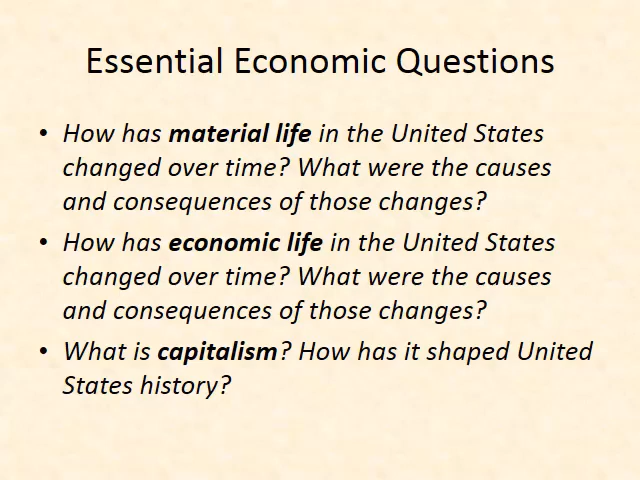 Essential Economic Questions
• How has material life in the United States
changed over time? What were the causes
and consequences of those changes?
• How has economic life in the United States
changed over time? What were the causes
and consequences of those changes?
• What is capitalism? How has it shaped United
States history?